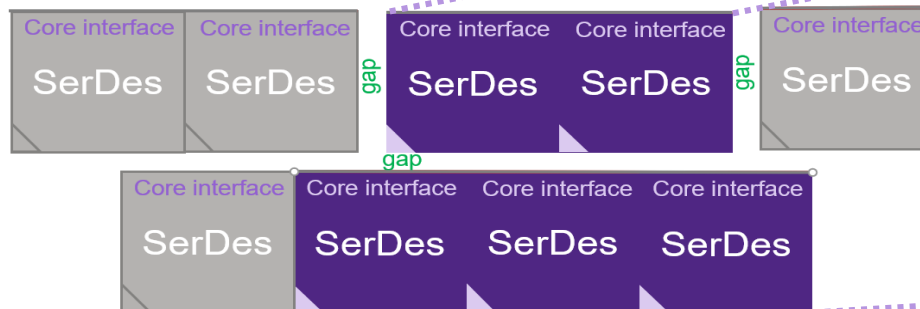 Core interface Core interface Core interface Core interface Core interface
SerDes SerDes gap SerDes SerDes gap SerDes
gap
Core interface Core interface Core interface Core interface
SerDes SerDes SerDes SerDes